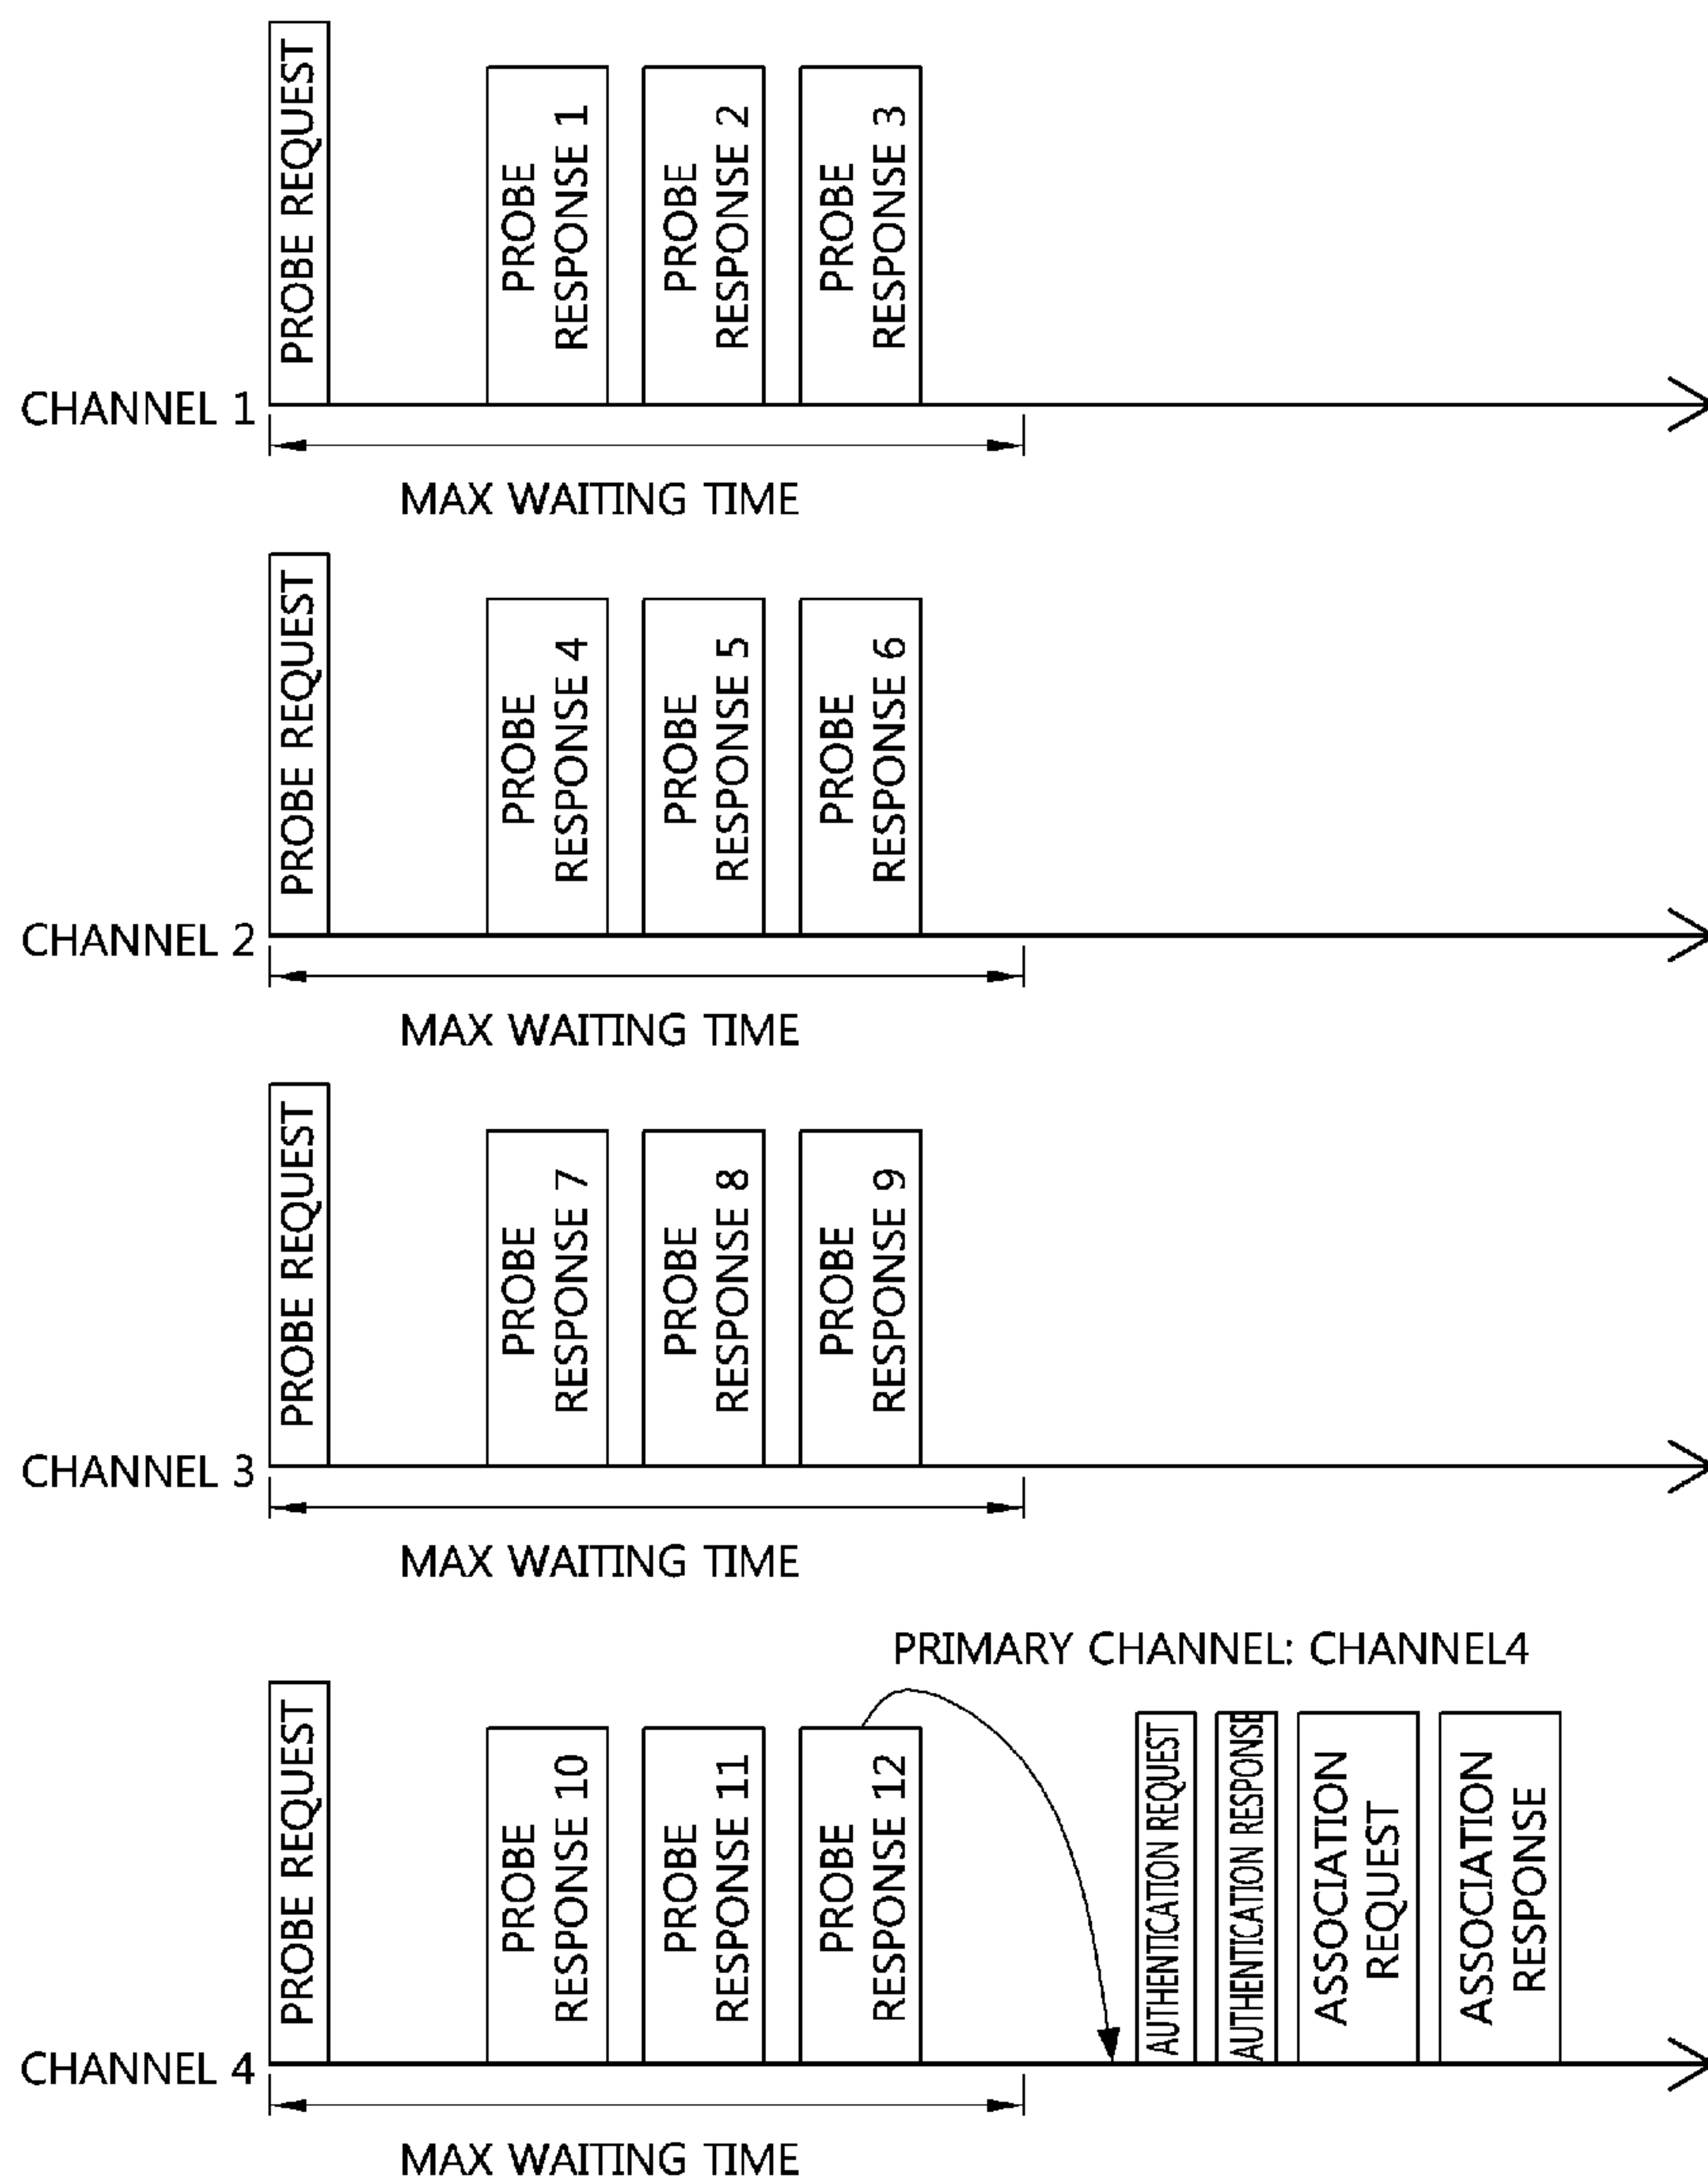 PROBE REQUEST
PROBE
RESPONSE 1
PROBE
RESPONSE 2
PROBE
RESPONSE 3
CHANNEL 1
MAX WAITING TIME
PROBE REQUEST
PROBE
RESPONSE 4
PROBE
RESPONSE 5
PROBE
RESPONSE 6
CHANNEL 2
MAX WAITING TIME
PROBE REQUEST
PROBE
RESPONSE 7
PROBE
RESPONSE 8
PROBE
RESPONSE 9
CHANNEL 3
MAX WAITING TIME
PRIMARY CHANNEL: CHANNEL4
PROBE REQUEST
PROBE
RESPONSE 10
PROBE
RESPONSE 11
PROBE
RESPONSE 12
AUTHENTICATION REQUEST
AUTHENTICATION RESPONSE
ASSOCIATION
REQUEST
ASSOCIATION
RESPONSE
CHANNEL 4
MAX WAITING TIME